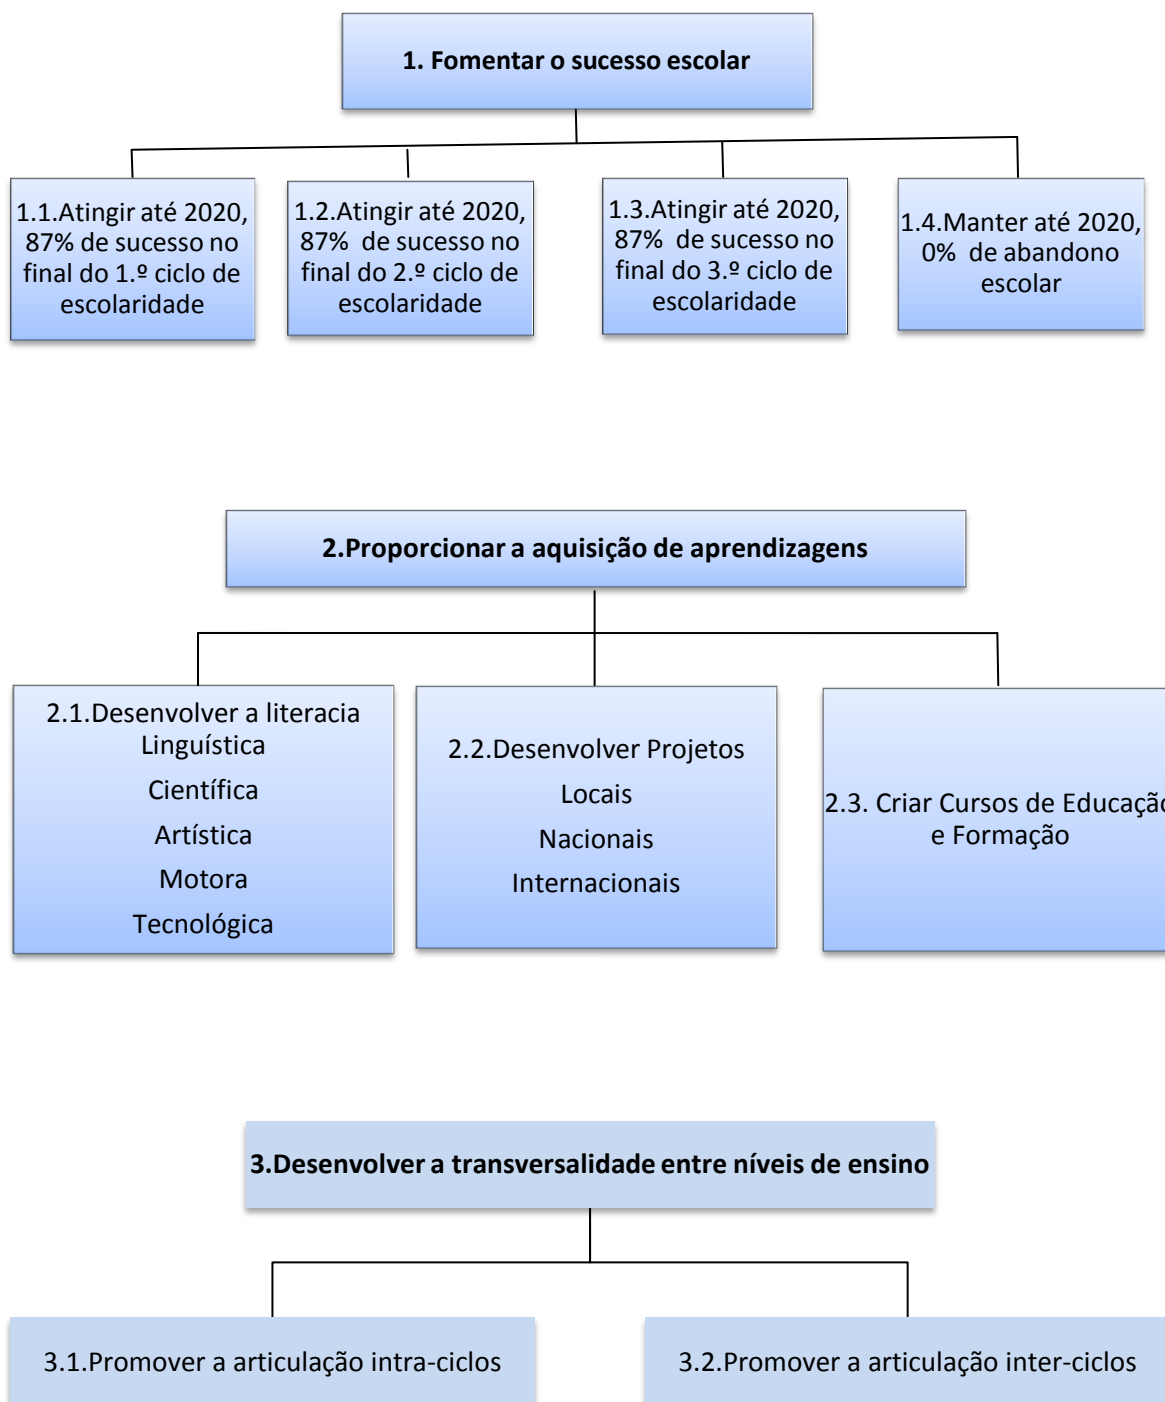 1. Fomentar o sucesso escolar
1.1.Atingir até 2020,
87% de sucesso no
final do 1.º ciclo de
escolaridade
1.2.Atingir até 2020,
87% de sucesso no
final do 2.º ciclo de
escolaridade
1.3.Atingir até 2020,
87% de sucesso no
final do 3.º ciclo de
escolaridade
1.4.Manter até 2020,
0% de abandono
escolar
2.Proporcionar a aquisição de aprendizagens
2.1.Desenvolver a literacia
Linguística
Científica
Artística
Motora
Tecnológica
2.2.Desenvolver Projetos
Locais
Nacionais
Internacionais
2.3. Criar Cursos de Educação
e Formação
3.Desenvolver a transversalidade entre níveis de ensino
3.1.Promover a articulação intra-ciclos
3.2.Promover a articulação inter-ciclos